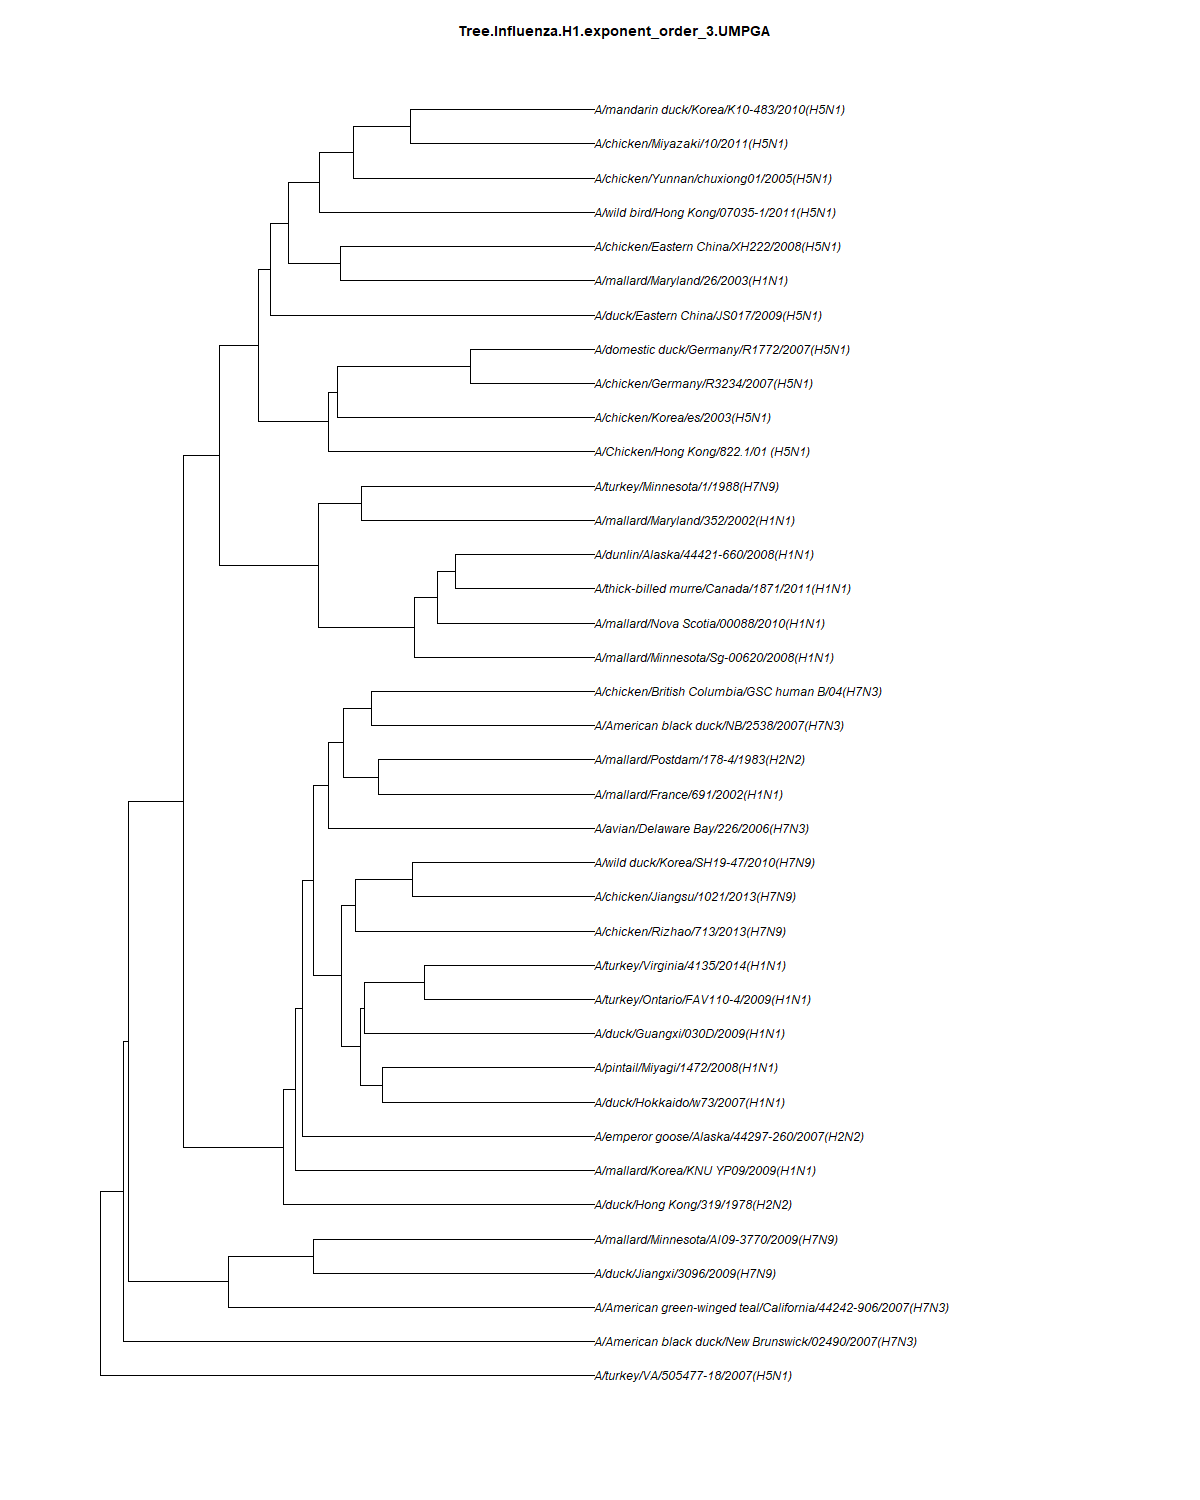 Tree.Influenza.H1.exponent_order_3.UMPGA
A/mandarin duck/Korea/K10-483/2010(H5N1)
A/chicken/Miyazaki/10/2011(H5N1)
A/chicken/Yunnan/chuxiong01/2005(H5N1)
A/wild bird/Hong Kong/07035-1/2011(H5N1)
A/chicken/Eastern China/XH222/2008(H5N1)
A/mallard/Maryland/26/2003(H1N1)
A/duck/Eastern China/JS017/2009(H5N1)
A/domestic duck/Germany/R1772/2007(H5N1)
A/chicken/Germany/R3234/2007(H5N1)
A/chicken/Korea/es/2003(H5N1)
A/Chicken/Hong Kong/822.1/01 (H5N1)
A/turkey/Minnesota/1/1988(H7N9)
A/mallard/Maryland/352/2002(H1N1)
A/dunlin/Alaska/44421-660/2008(H1N1)
A/thick-billed murre/Canada/1871/2011(H1N1)
A/mallard/Nova Scotia/00088/2010(H1N1)
A/mallard/Minnesota/Sg-00620/2008(H1N1)
A/chicken/British Columbia/GSC human B/04(H7N3)
A/American black duck/NB/2538/2007(H7N3)
A/mallard/Postdam/178-4/1983(H2N2)
A/mallard/France/691/2002(H1N1)
A/avian/Delaware Bay/226/2006(H7N3)
A/wild duck/Korea/SH19-47/2010(H7N9)
A/chicken/Jiangsu/1021/2013(H7N9)
A/chicken/Rizhao/713/2013(H7N9)
A/turkey/Virginia/4135/2014(H1N1)
A/turkey/Ontario/FAV110-4/2009(H1N1)
A/duck/Guangxi/030D/2009(H1N1)
A/pintail/Miyagi/1472/2008(H1N1)
A/duck/Hokkaido/w73/2007(H1N1)
A/emperor goose/Alaska/44297-260/2007(H2N2)
A/mallard/Korea/KNU YP09/2009(H1N1)
A/duck/Hong Kong/319/1978(H2N2)
A/mallard/Minnesota/AI09-3770/2009(H7N9)
A/duck/Jiangxi/3096/2009(H7N9)
A/American green-winged teal/California/44242-906/2007(H7N3)
A/American black duck/New Brunswick/02490/2007(H7N3)
A/turkey/VA/505477-18/2007(H5N1)